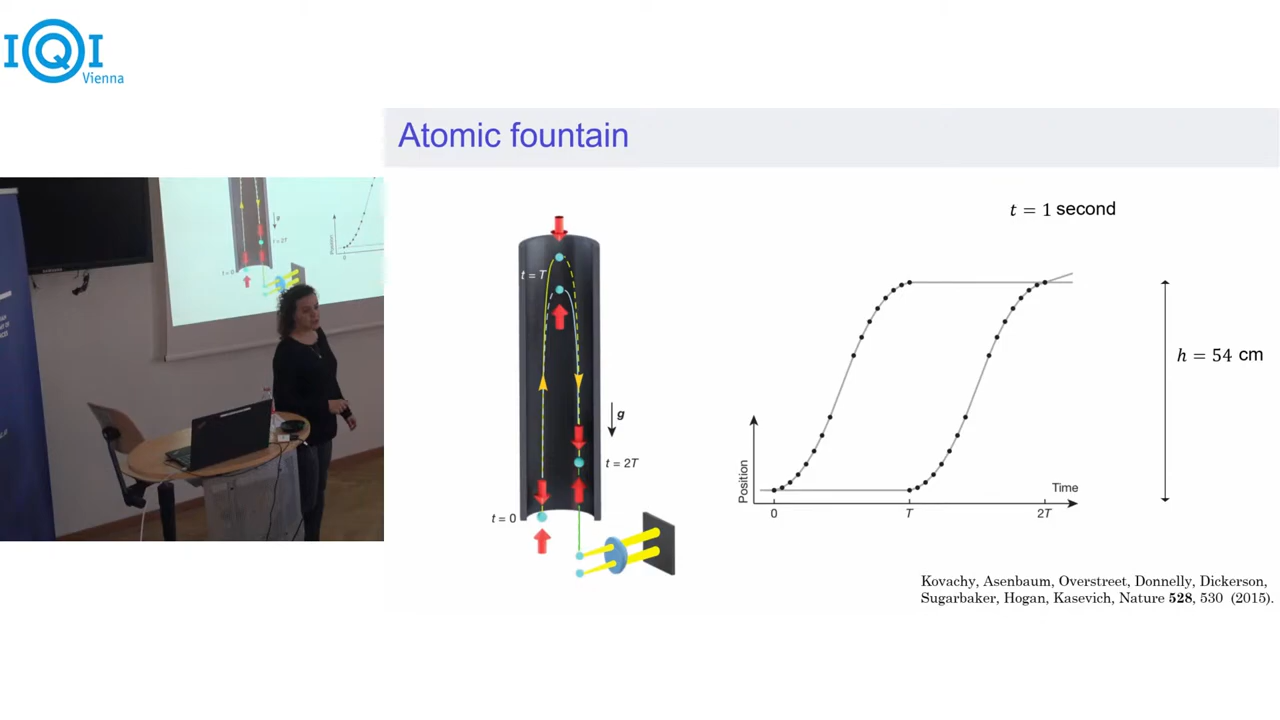 IQI
Vienna
Atomic fountain
t = 1 second
t = T
h = 54 cm
g
t = 2T
t = 0
Position
Time
0
T
2T
Kovachy, Asenbaum, Overstreet, Donnelly, Dickerson,
Sugarbaker, Hogan, Kasevich, Nature 528, 530 (2015).